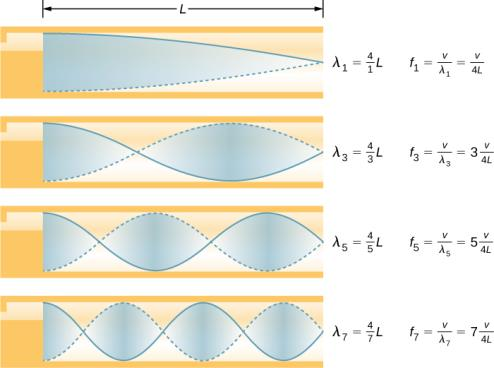 L
λ₁ = 4/1 L f₁ = v/λ₁ = v/4L
λ₃ = 4/3 L f₃ = v/λ₃ = 3 v/4L
λ₅ = 4/5 L f₅ = v/λ₅ = 5 v/4L
λ₇ = 4/7 L f₇ = v/λ₇ = 7 v/4L